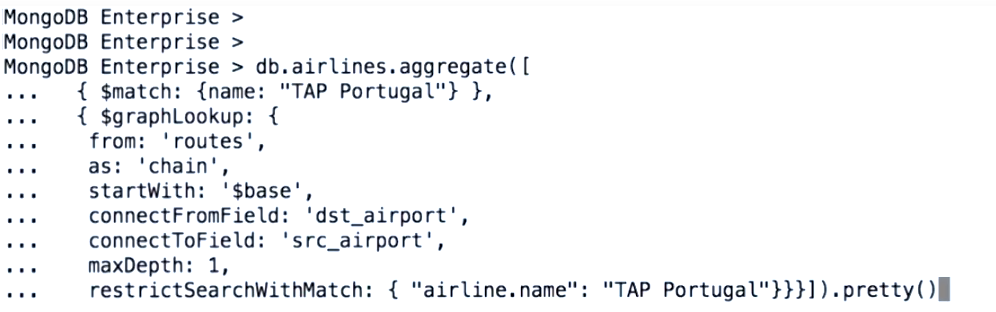 MongoDB Enterprise >
MongoDB Enterprise >
MongoDB Enterprise > db.airlines.aggregate([
...   { $match: {name: "TAP Portugal"} },
...   { $graphLookup: {
...    from: 'routes',
...    as: 'chain',
...    startWith: '$base',
...    connectFromField: 'dst_airport',
...    connectToField: 'src_airport',
...    maxDepth: 1,
...    restrictSearchWithMatch: { "airline.name": "TAP Portugal"}}}]).pretty()